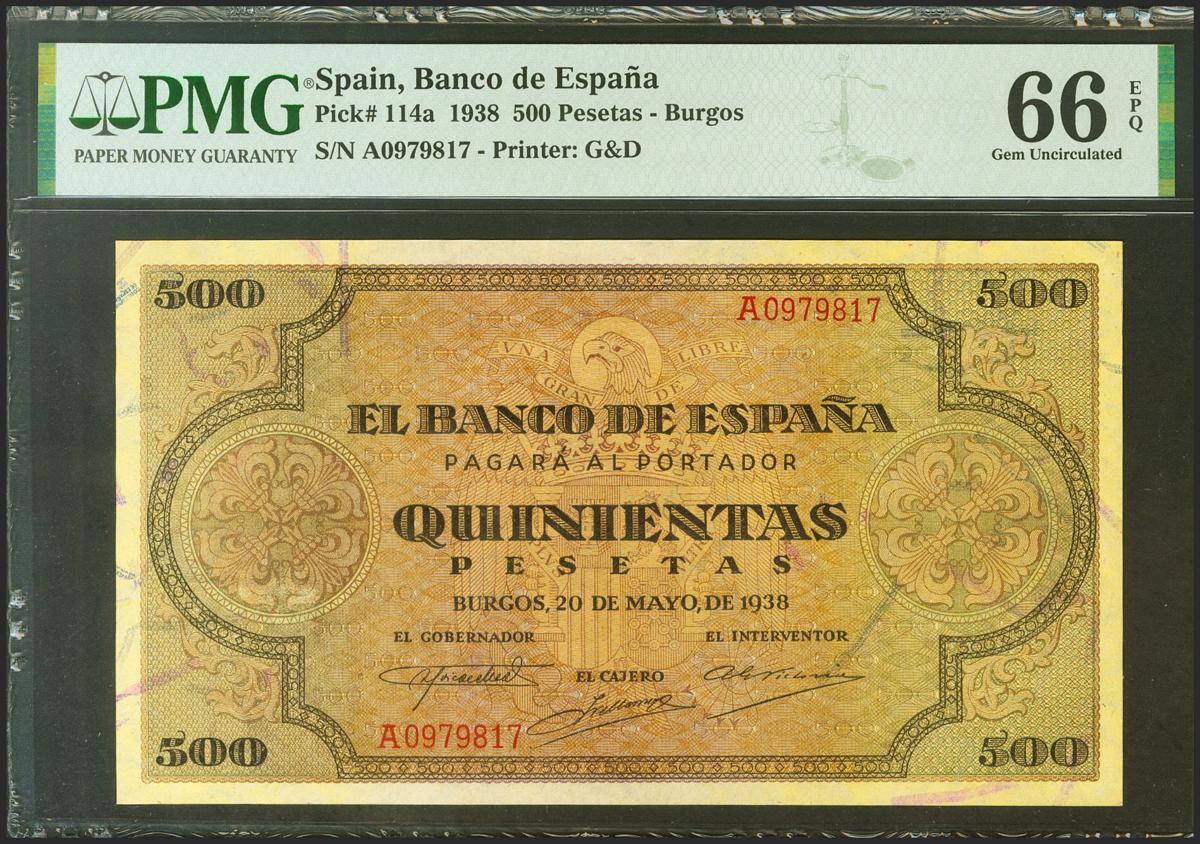 PMG®
PAPER MONEY GUARANTY
Spain, Banco de España
Pick# 114a 1938 500 Pesetas - Burgos
S/N A0979817 - Printer: G&D
66
EPQ
Gem Uncirculated
500
500
A0979817
VNA GRANDE LIBRE
EL BANCO DE ESPAÑA
PAGARÁ AL PORTADOR
QUINIENTAS
PESETAS
BURGOS, 20 DE MAYO, DE 1938
EL GOBERNADOR
EL INTERVENTOR
EL CAJERO
A0979817
500
500